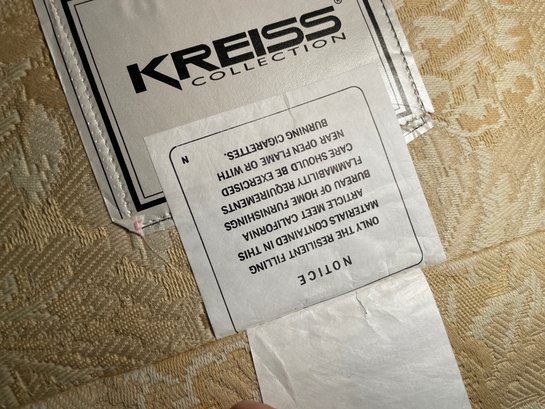 KREISS
COLLECTION
NOTICE
ONLY THE RESILIENT FILLING
MATERIALS CONTAINED IN THIS
ARTICLE MEET CALIFORNIA
BUREAU OF HOME FURNISHINGS
FLAMMABILITY REQUIREMENTS
CARE SHOULD BE EXERCISED
NEAR OPEN FLAME OR WITH
BURNING CIGARETTES.
N